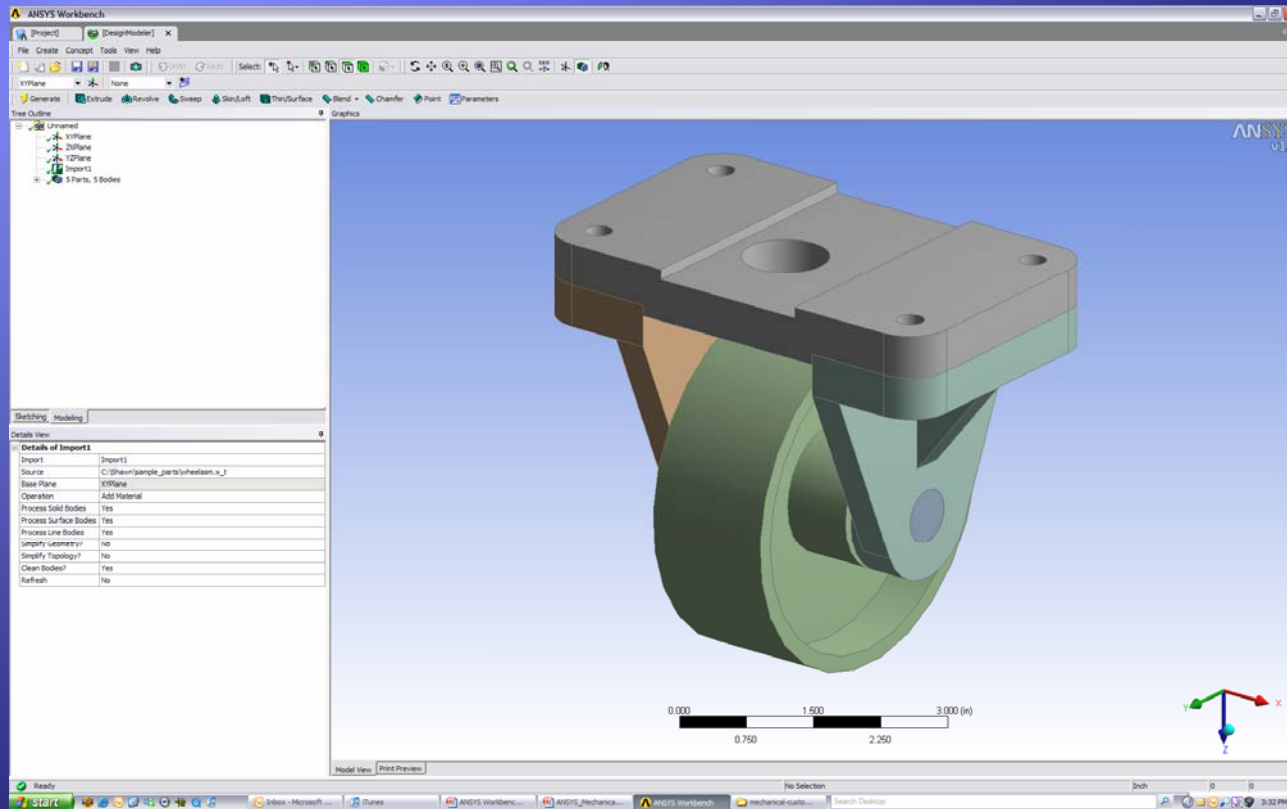 ANSYS Workbench
[Project] [DesignModeler]
File Create Concept Tools View Help
Undo Redo Select:
XYPlane None
Generate Extrude Revolve Sweep Skin/Loft Thin/Surface Blend Chamfer Point Parameters
Tree Outline Graphics
Unnamed
XYPlane
ZXPlane
YZPlane
Import1
5 Parts, 5 Bodies
ANSYS
0.000 1.500 3.000 (in)
0.750 2.250
X
Y
Z
Sketching Modeling
Details View
Details of Import1
Import Import1
Source C:\Shawn\sample_parts\wheelasm.x_t
Base Plane XYPlane
Operation Add Material
Process Solid Bodies Yes
Process Surface Bodies Yes
Process Line Bodies Yes
Simplify Geometry? No
Simplify Topology? No
Clean Bodies? Yes
Refresh No
Model View Print Preview
Ready No Selection Inch 0 0
start Inbox - Microsoft ... iTunes ANSYS Workbenc... ANSYS_Mechanica... ANSYS Workbench mechanical-custo... Search Desktop 3:32 PM